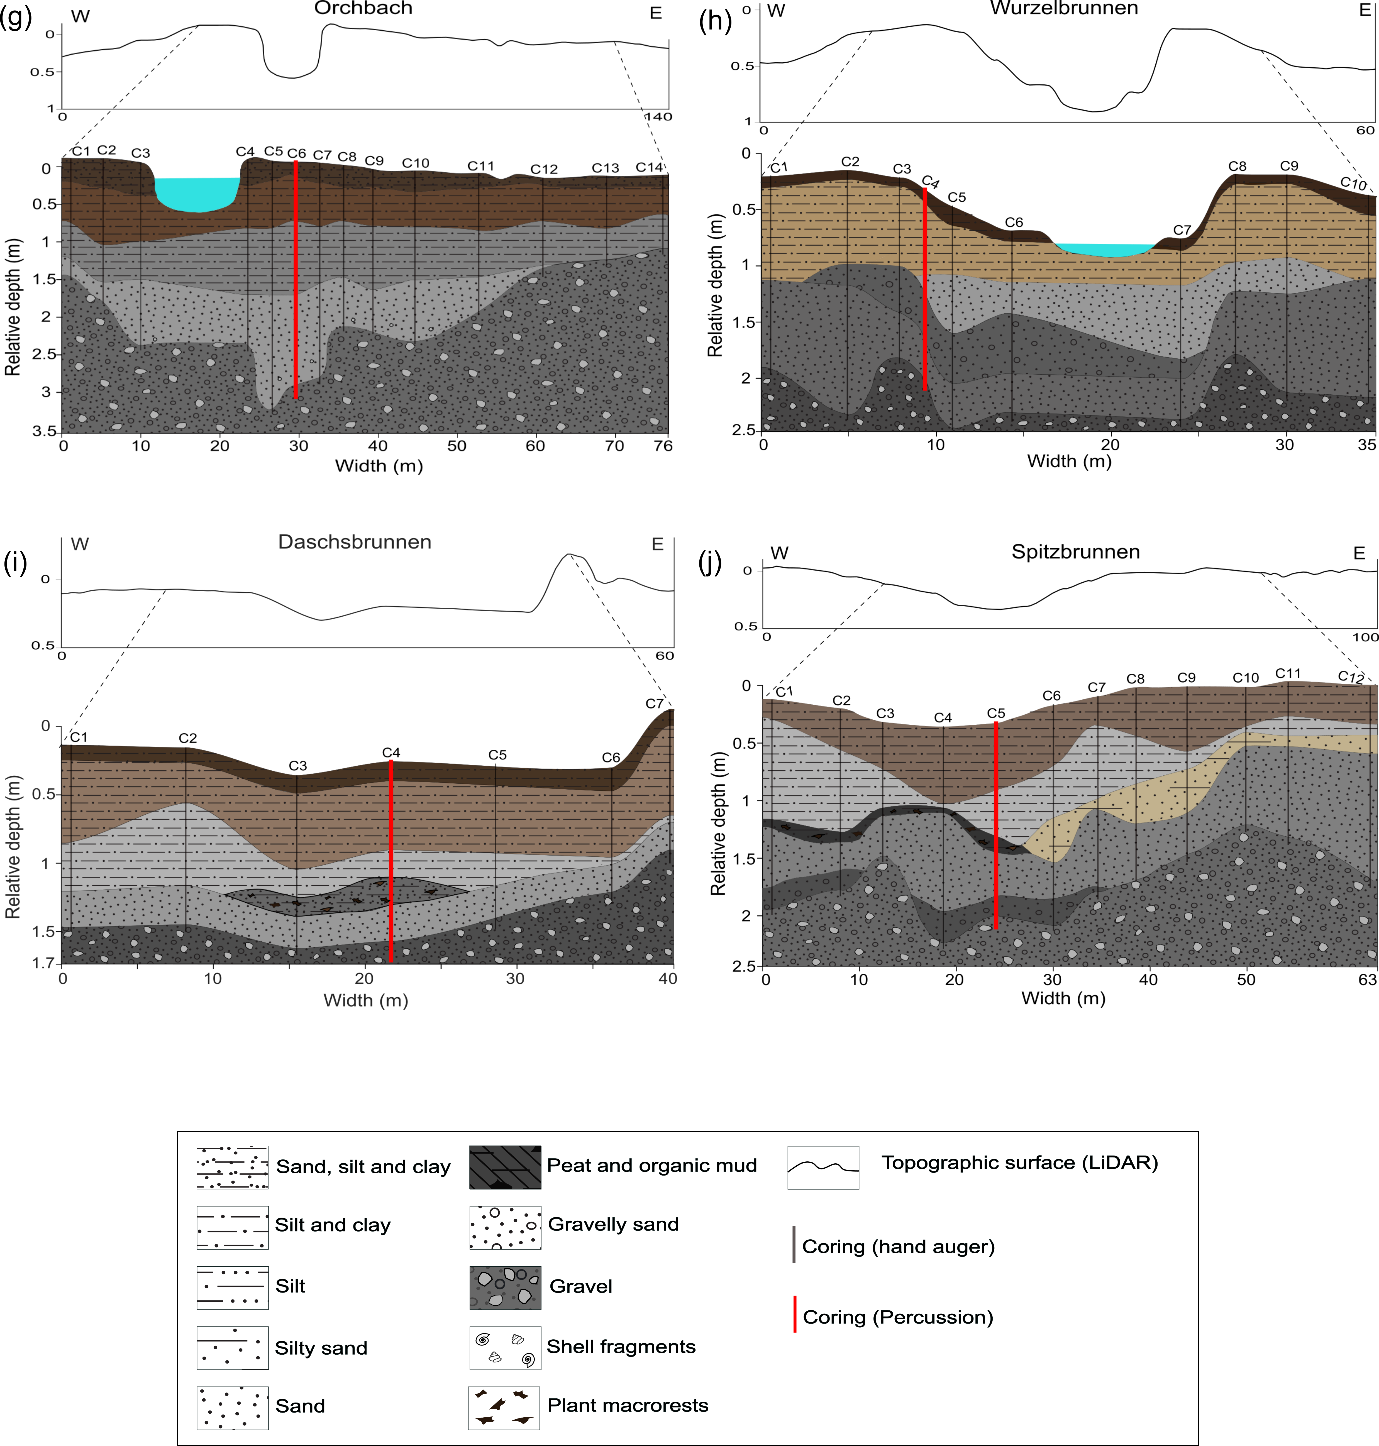 (g) Orchbach
W E
0
0.5
1
0 140
C1 C2 C3 C4 C5 C6 C7 C8 C9 C10 C11 C12 C13 C14
0
0.5
1
1.5
2
2.5
3
3.5
Relative depth (m)
0 10 20 30 40 50 60 70 76
Width (m)
(h) Wurzelbrunnen
W E
0
0.5
1
0 60
C1 C2 C3 C4 C5 C6 C7 C8 C9 C10
0
0.5
1
1.5
2
2.5
Relative depth (m)
0 10 20 30 35
Width (m)
(i) Daschsbrunnen
W E
0
0.5
0 60
C1 C2 C3 C4 C5 C6 C7
0
0.5
1
1.5
1.7
Relative depth (m)
0 10 20 30 40
Width (m)
(j) Spitzbrunnen
W E
0
0.5
0 100
C1 C2 C3 C4 C5 C6 C7 C8 C9 C10 C11 C12
0
0.5
1
1.5
2
2.5
Relative depth (m)
0 10 20 30 40 50 63
Width (m)
Sand, silt and clay
Silt and clay
Silt
Silty sand
Sand
Peat and organic mud
Gravelly sand
Gravel
Shell fragments
Plant macrorests
Topographic surface (LiDAR)
Coring (hand auger)
Coring (Percussion)